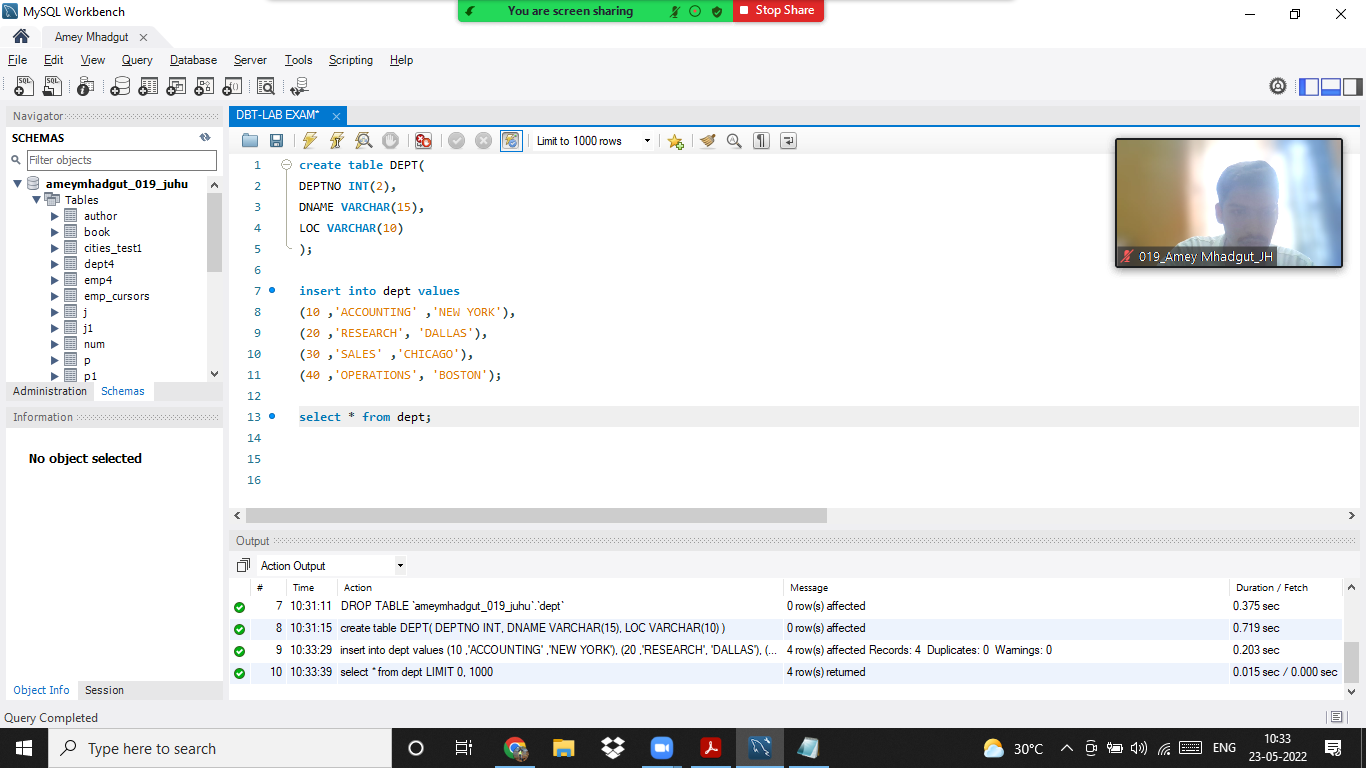 MySQL Workbench
You are screen sharing
Stop Share
Amey Mhadgut
File Edit View Query Database Server Tools Scripting Help
Navigator
SCHEMAS
Filter objects
ameymhadgut_019_juhu
Tables
author
book
cities_test1
dept4
emp4
emp_cursors
j
j1
num
p
p1
Administration Schemas
Information
No object selected
Object Info Session
DBT-LAB EXAM*
Limit to 1000 rows
1 create table DEPT(
2 DEPTNO INT(2),
3 DNAME VARCHAR(15),
4 LOC VARCHAR(10)
5 );
6
7 insert into dept values
8 (10 ,'ACCOUNTING' ,'NEW YORK'),
9 (20 ,'RESEARCH', 'DALLAS'),
10 (30 ,'SALES' ,'CHICAGO'),
11 (40 ,'OPERATIONS', 'BOSTON');
12
13 select * from dept;
14
15
16
019_Amey Mhadgut_JH
Output
Action Output
# Time Action Message Duration / Fetch
7 10:31:11 DROP TABLE `ameymhadgut_019_juhu`.`dept` 0 row(s) affected 0.375 sec
8 10:31:15 create table DEPT( DEPTNO INT, DNAME VARCHAR(15), LOC VARCHAR(10) ) 0 row(s) affected 0.719 sec
9 10:33:29 insert into dept values (10 ,'ACCOUNTING' ,'NEW YORK'), (20 ,'RESEARCH', 'DALLAS'), (... 4 row(s) affected Records: 4 Duplicates: 0 Warnings: 0 0.203 sec
10 10:33:39 select * from dept LIMIT 0, 1000 4 row(s) returned 0.015 sec / 0.000 sec
Query Completed
Type here to search
30°C
ENG
10:33
23-05-2022